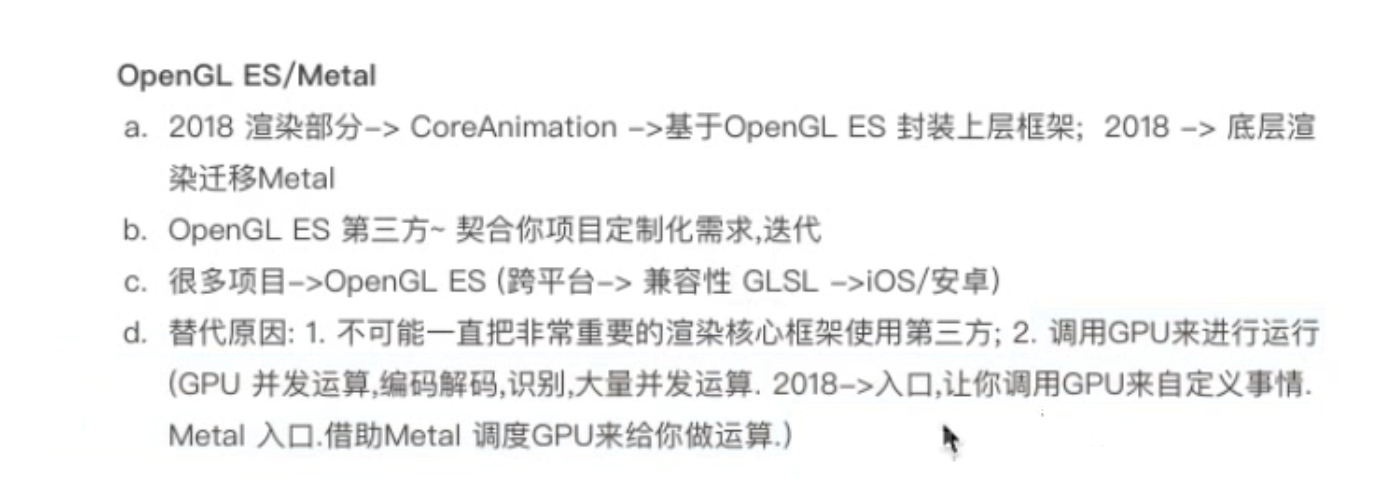 OpenGL ES/Metal
a. 2018 渲染部分–> CoreAnimation –>基于OpenGL ES 封装上层框架; 2018 –> 底层渲
染迁移Metal
b. OpenGL ES 第三方~ 契合你项目定制化需求,迭代
c. 很多项目–>OpenGL ES (跨平台–> 兼容性 GLSL –>iOS/安卓)
d. 替代原因: 1. 不可能一直把非常重要的渲染核心框架使用第三方; 2. 调用GPU来进行运行
(GPU 并发运算,编码解码,识别,大量并发运算. 2018–>入口,让你调用GPU来自定义事情.
Metal 入口.借助Metal 调度GPU来给你做运算.)